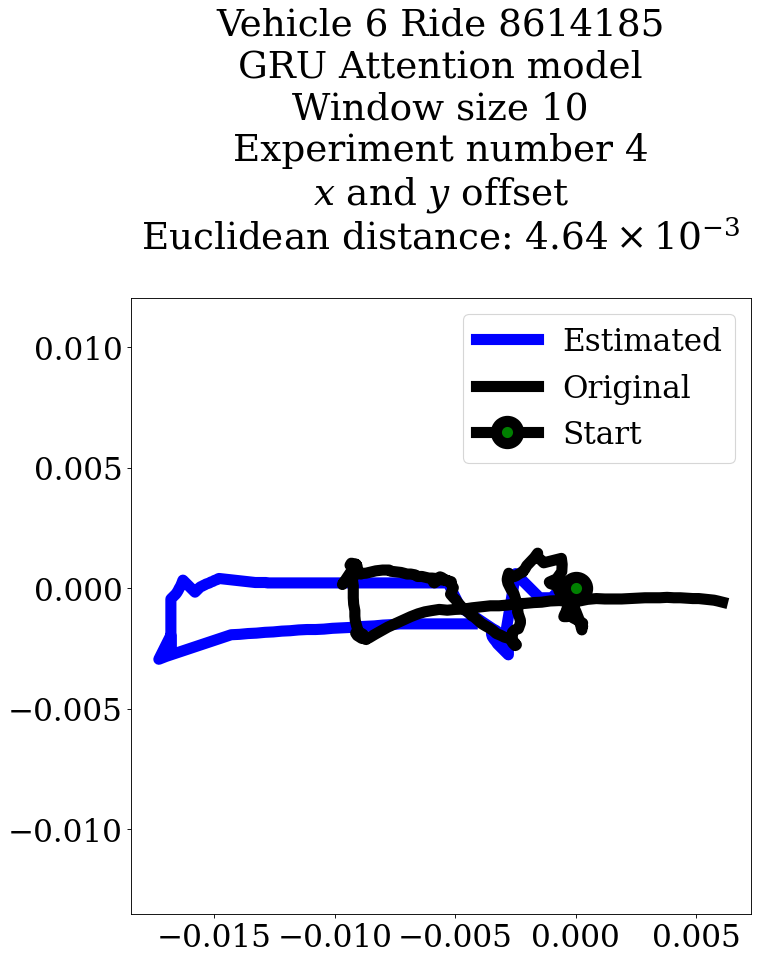 Vehicle 6 Ride 8614185
GRU Attention model
Window size 10
Experiment number 4
x and y offset
Euclidean distance: 4.64 × 10⁻³
Estimated
Original
Start
0.010
0.005
0.000
−0.005
−0.010
−0.015 −0.010 −0.005 0.000 0.005